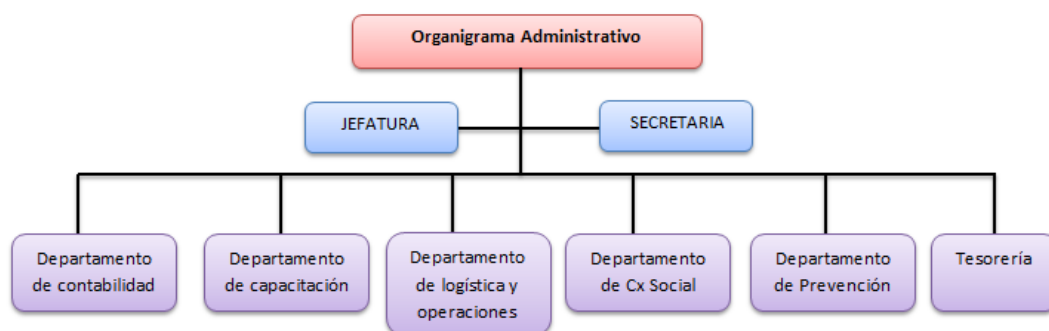 Organigrama Administrativo
JEFATURA
SECRETARIA
Departamento
de contabilidad
Departamento
de capacitación
Departamento
de logística y
operaciones
Departamento
de Cx Social
Departamento
de Prevención
Tesorería